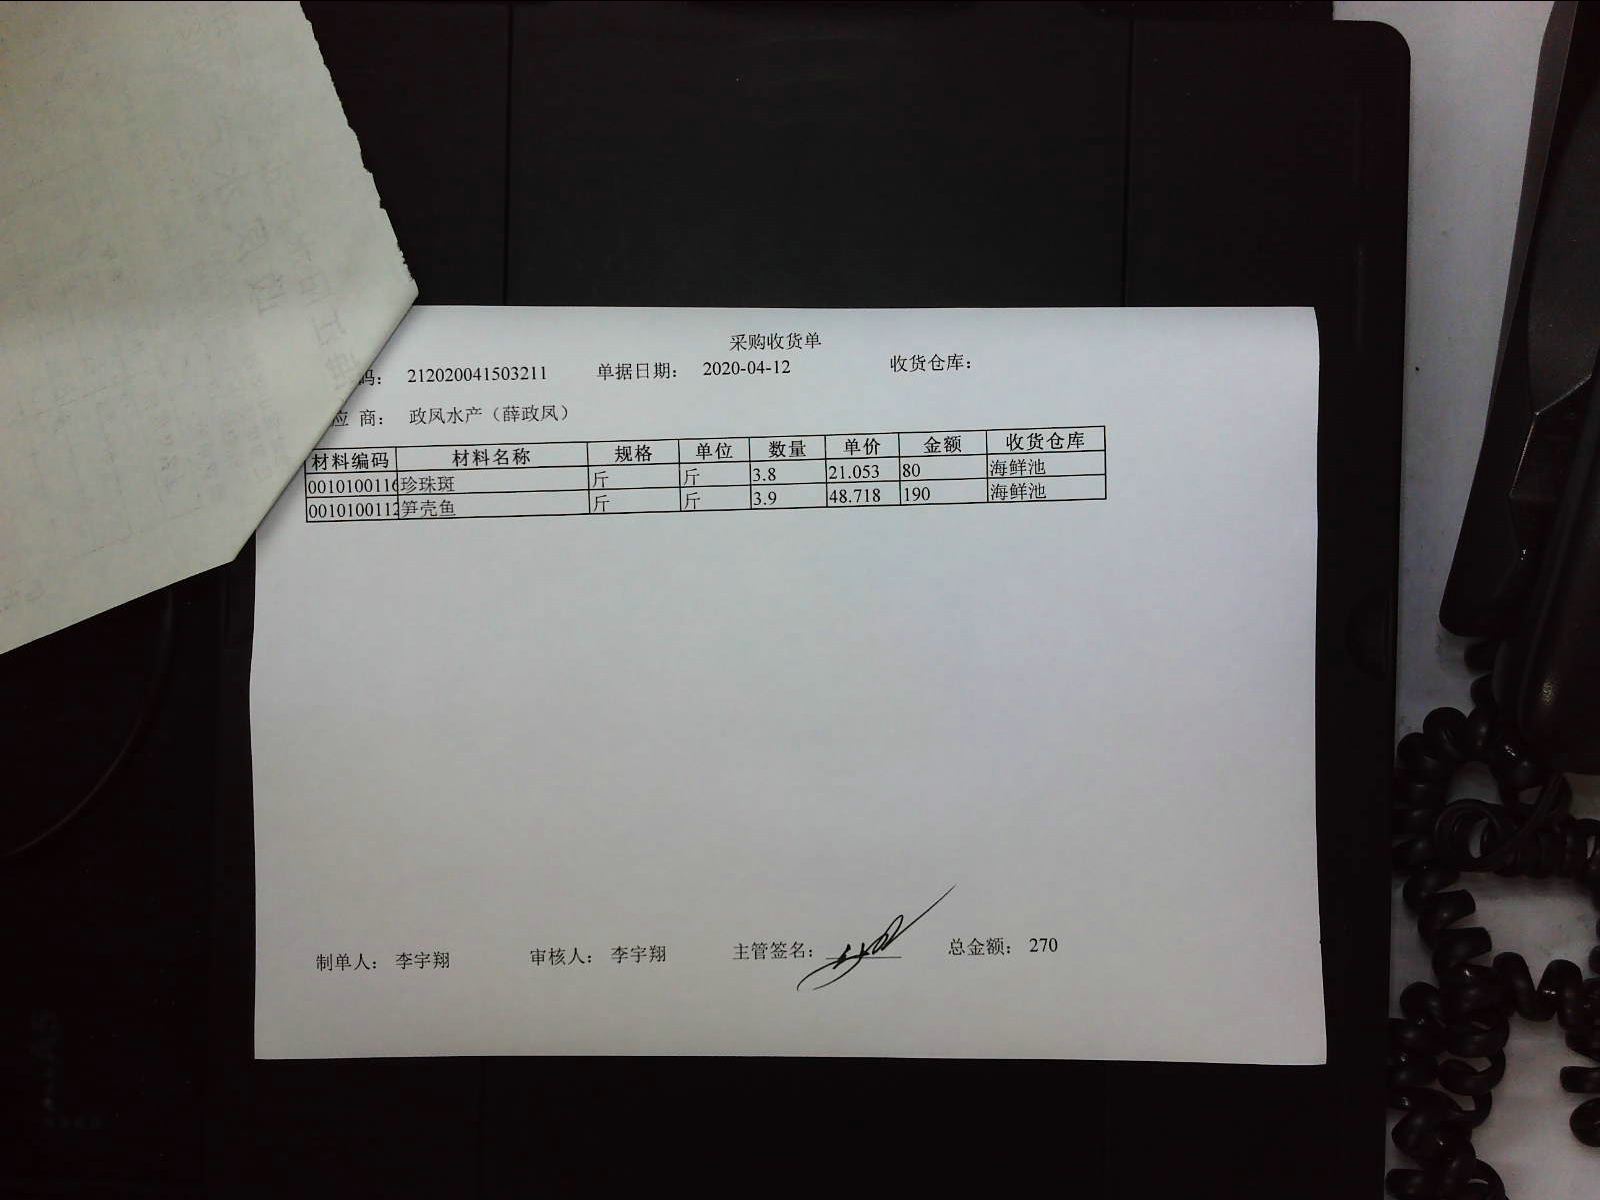 采购收货单
码： 212020041503211 单据日期： 2020-04-12 收货仓库：
应 商： 政凤水产（薛政凤）
材料编码 材料名称 规格 单位 数量 单价 金额 收货仓库
0010100116 珍珠斑 斤 斤 3.8 21.053 80 海鲜池
0010100112 笋壳鱼 斤 斤 3.9 48.718 190 海鲜池
制单人： 李宇翔 审核人： 李宇翔 主管签名： 总金额： 270